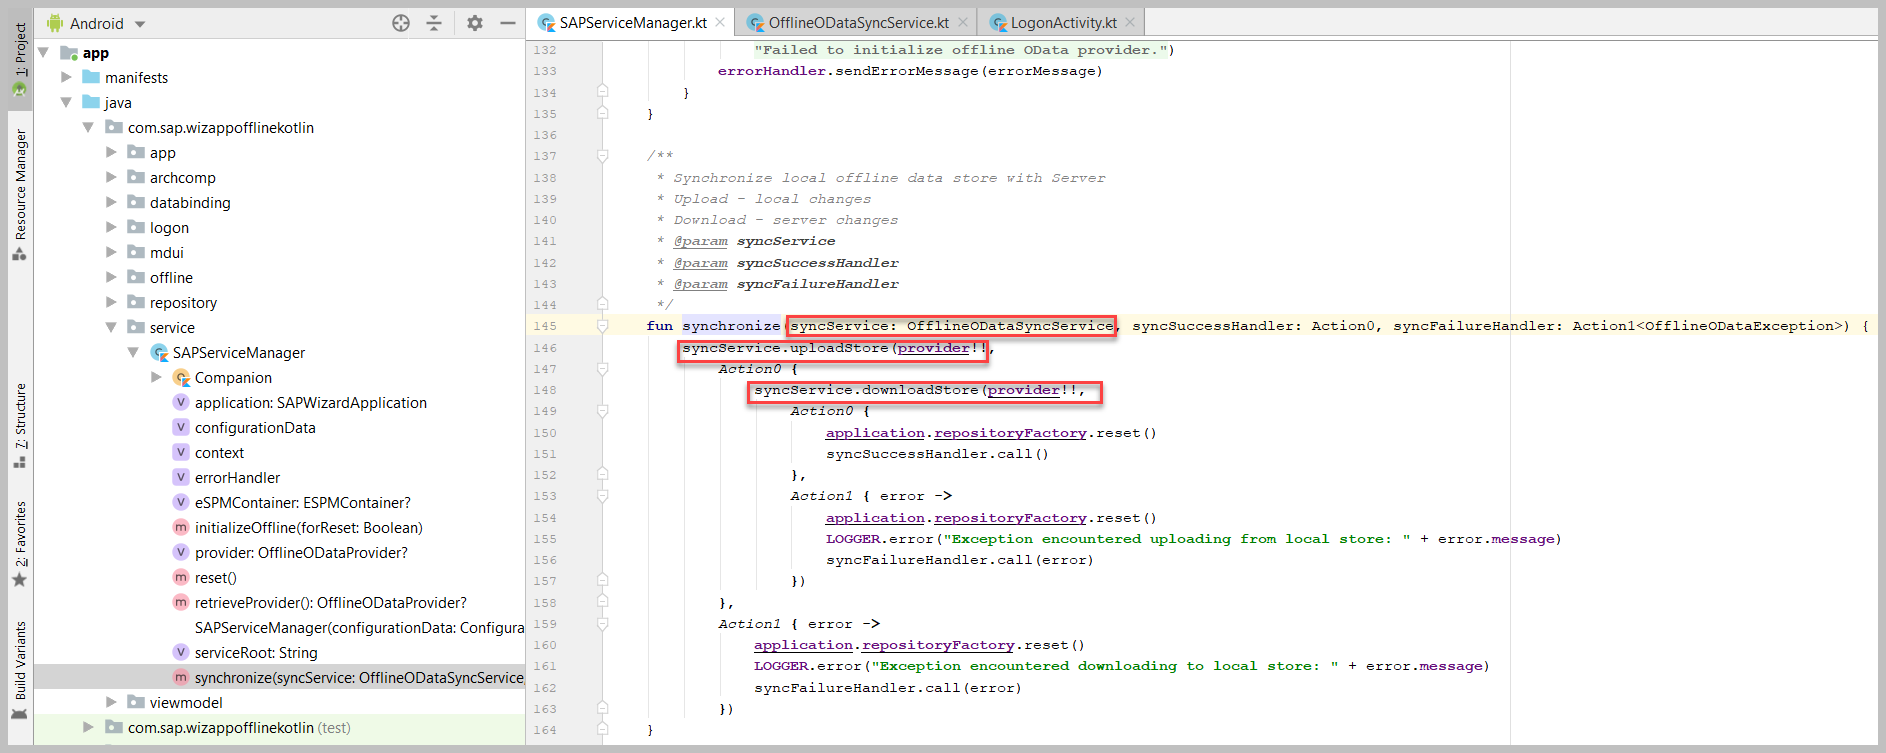 1: Project
Resource Manager
7: Structure
2: Favorites
Build Variants
Android
app
manifests
java
com.sap.wizappofflinekotlin
app
archcomp
databinding
logon
mdui
offline
repository
service
SAPServiceManager
Companion
application: SAPWizardApplication
configurationData
context
errorHandler
eSPMContainer: ESPMContainer?
initializeOffline(forReset: Boolean)
provider: OfflineODataProvider?
reset()
retrieveProvider(): OfflineODataProvider?
SAPServiceManager(configurationData: Configura
serviceRoot: String
synchronize(syncService: OfflineODataSyncService,
viewmodel
com.sap.wizappofflinekotlin (test)
SAPServiceManager.kt OfflineODataSyncService.kt LogonActivity.kt
132 "Failed to initialize offline OData provider.")
133 errorHandler.sendErrorMessage(errorMessage)
134 }
135 }
136
137 /**
138 * Synchronize local offline data store with Server
139 * Upload - local changes
140 * Download - server changes
141 * @param syncService
142 * @param syncSuccessHandler
143 * @param syncFailureHandler
144 */
145 fun synchronize(syncService: OfflineODataSyncService, syncSuccessHandler: Action0, syncFailureHandler: Action1<OfflineODataException>) {
146 syncService.uploadStore(provider!!,
147 Action0 {
148 syncService.downloadStore(provider!!,
149 Action0 {
150 application.repositoryFactory.reset()
151 syncSuccessHandler.call()
152 },
153 Action1 { error ->
154 application.repositoryFactory.reset()
155 LOGGER.error("Exception encountered uploading from local store: " + error.message)
156 syncFailureHandler.call(error)
157 })
158 },
159 Action1 { error ->
160 application.repositoryFactory.reset()
161 LOGGER.error("Exception encountered downloading to local store: " + error.message)
162 syncFailureHandler.call(error)
163 })
164 }